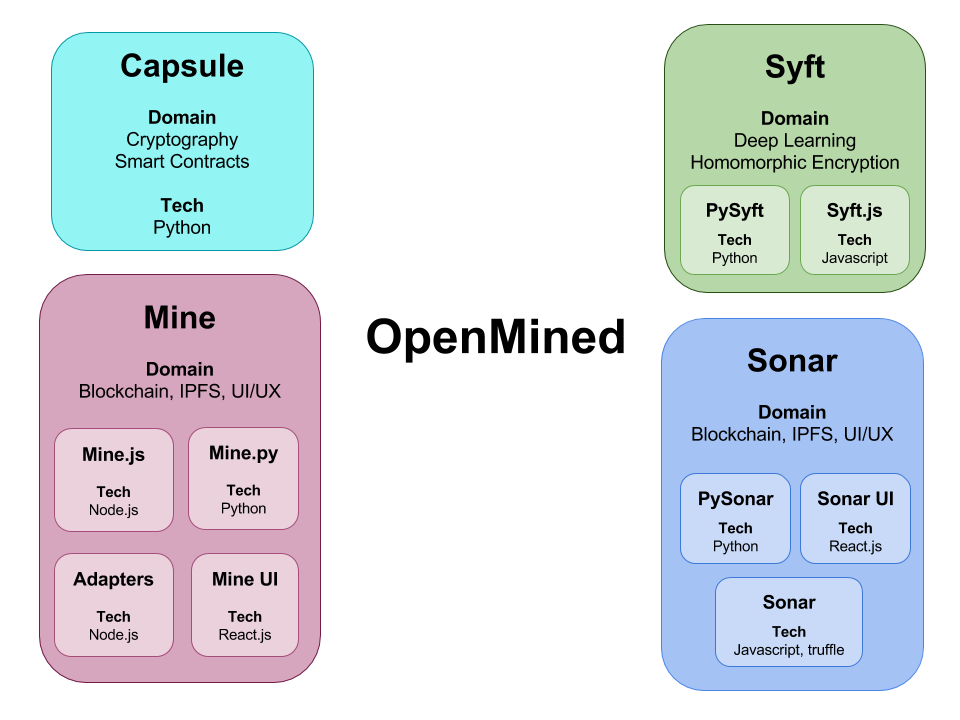 Capsule
Domain
Cryptography
Smart Contracts
Tech
Python
Mine
Domain
Blockchain, IPFS, UI/UX
Mine.js
Tech
Node.js
Mine.py
Tech
Python
Adapters
Tech
Node.js
Mine UI
Tech
React.js
OpenMined
Syft
Domain
Deep Learning
Homomorphic Encryption
PySyft
Tech
Python
Syft.js
Tech
Javascript
Sonar
Domain
Blockchain, IPFS, UI/UX
PySonar
Tech
Python
Sonar UI
Tech
React.js
Sonar
Tech
Javascript, truffle